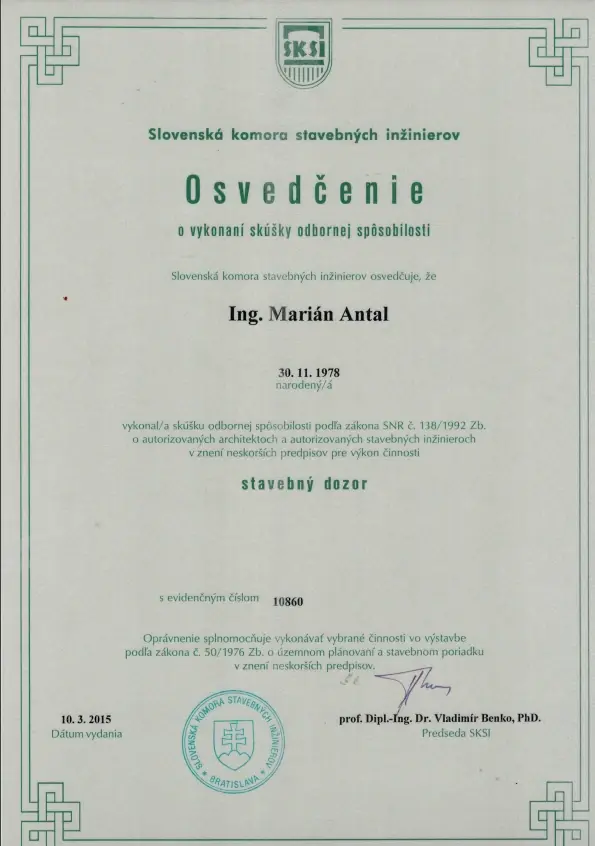 SKSI
Slovenská komora stavebných inžinierov
Osvedčenie
o vykonaní skúšky odbornej spôsobilosti
Slovenská komora stavebných inžinierov osvedčuje, že
Ing. Marián Antal
30. 11. 1978
narodený/á
vykonal/a skúšku odbornej spôsobilosti podľa zákona SNR č. 138/1992 Zb.
o autorizovaných architektoch a autorizovaných stavebných inžinieroch
v znení neskorších predpisov pre výkon činnosti
stavebný dozor
s evidenčným číslom 10860
Oprávnenie splnomocňuje vykonávať vybrané činnosti vo výstavbe
podľa zákona č. 50/1976 Zb. o územnom plánovaní a stavebnom poriadku
v znení neskorších predpisov.
10. 3. 2015
Dátum vydania
SLOVENSKÁ KOMORA STAVEBNÝCH INŽINIEROV
BRATISLAVA
prof. Dipl.-Ing. Dr. Vladimír Benko, PhD.
Predseda SKSI